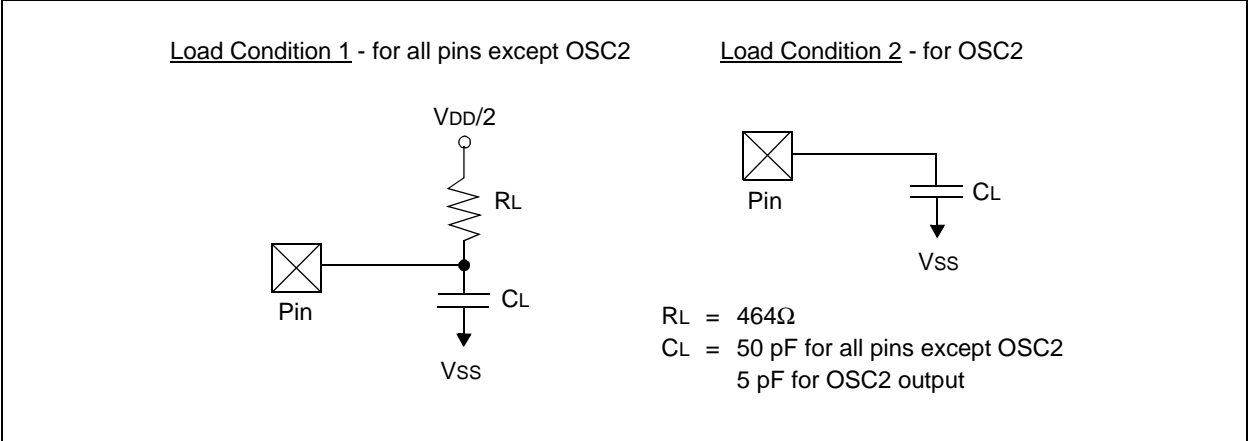 Load Condition 1 - for all pins except OSC2
VDD/2
RL
Pin
CL
VSS
Load Condition 2 - for OSC2
Pin
CL
VSS
RL = 464Ω
CL = 50 pF for all pins except OSC2
5 pF for OSC2 output